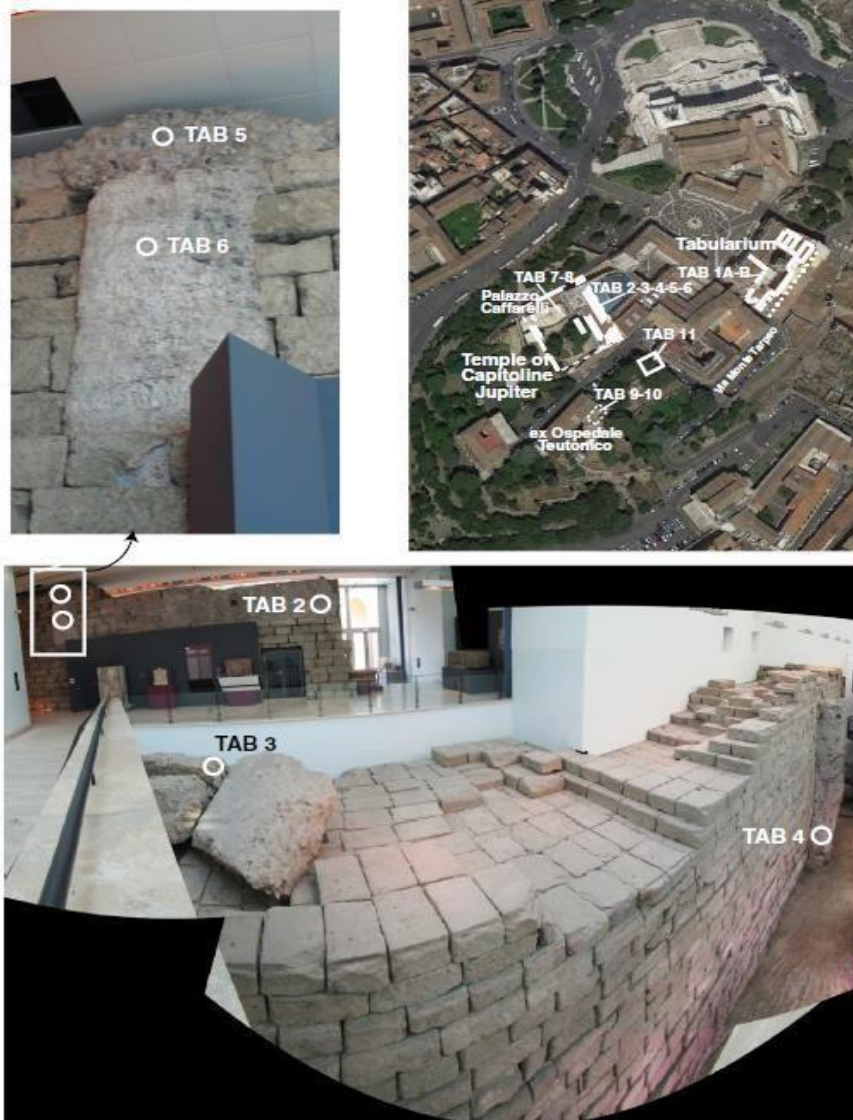 TAB 5
TAB 6
Tabularium
TAB 7-8
TAB 1A-B
Palazzo
Caffarelli
TAB 2-3-4-5-6
TAB 11
Temple of
Capitoline
Jupiter
Via Monte Tarpeo
TAB 9-10
ex Ospedale
Teutonico
TAB 2
TAB 3
TAB 4